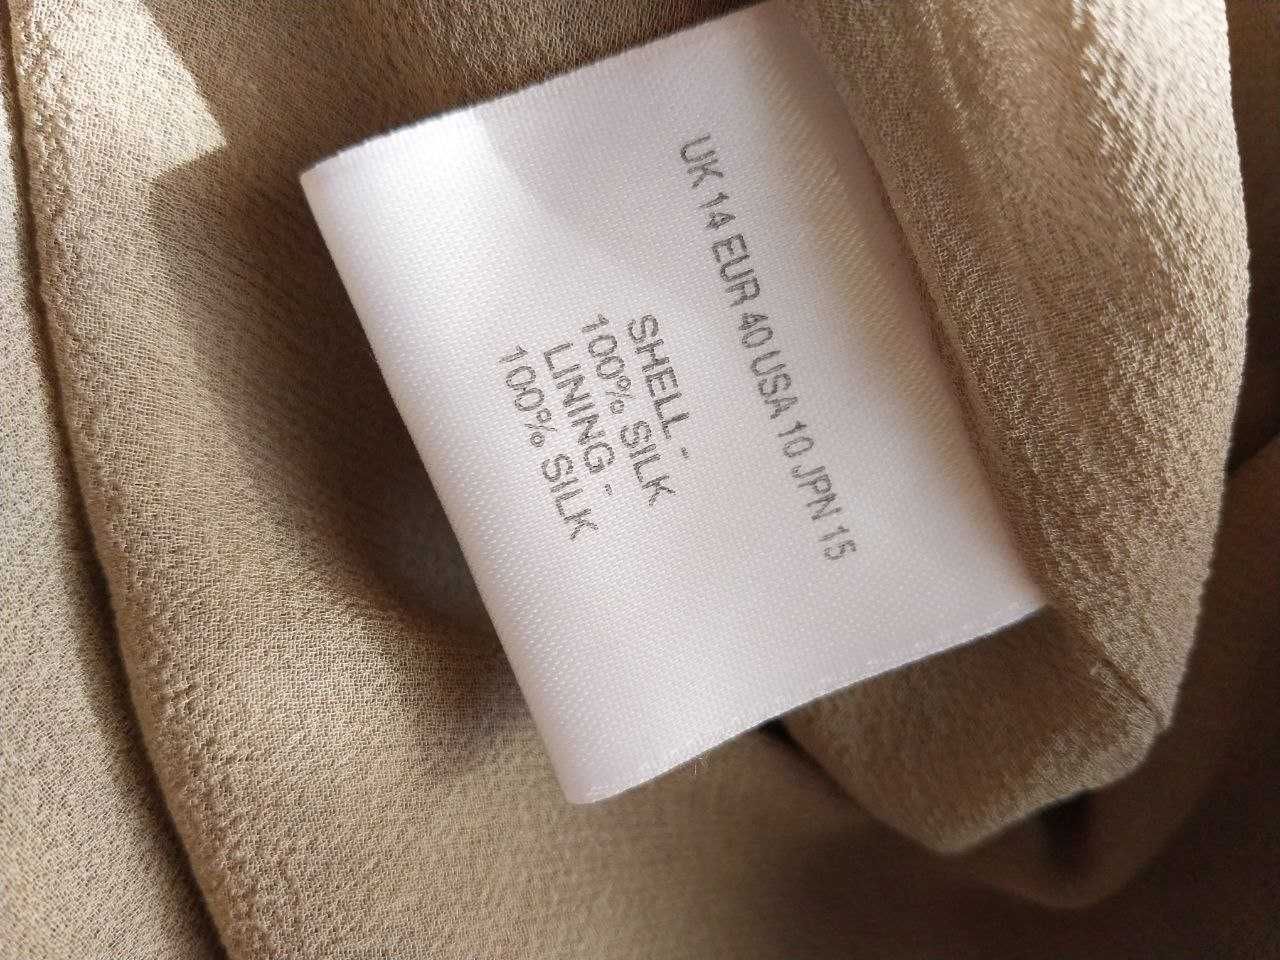 UK 14 EUR 40 USA 10 JPN 15
SHELL -
100% SILK
LINING -
100% SILK